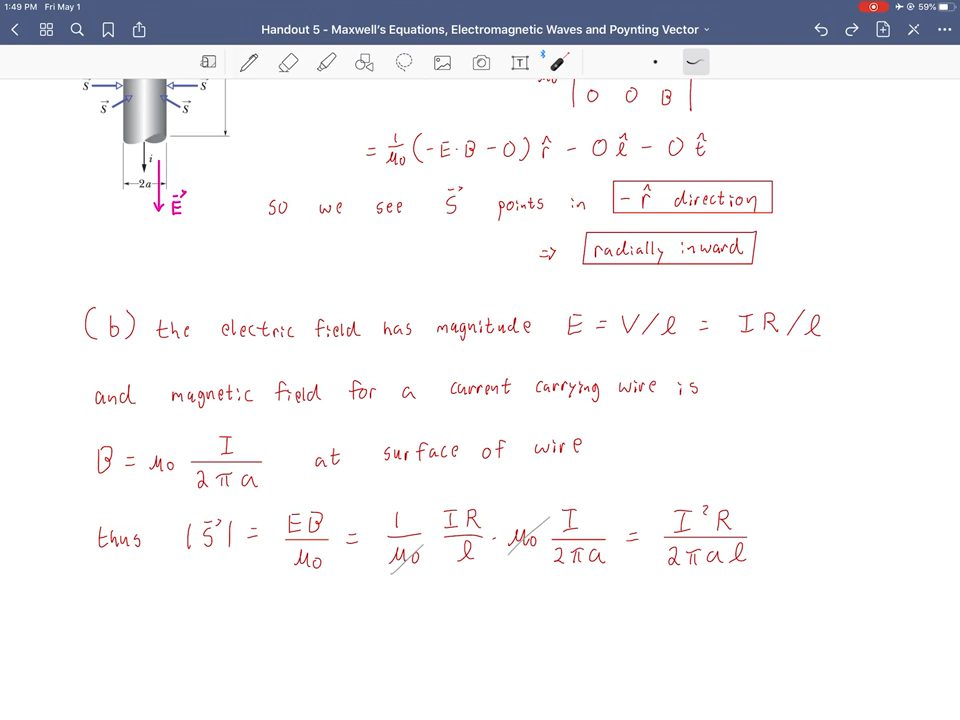 1:49 PM Fri May 1
59%
Handout 5 - Maxwell's Equations, Electromagnetic Waves and Poynting Vector
T
S⃗ S⃗
S⃗ S⃗
i
2a
E⃗
μ₀ | 0 0 B |
= 1/μ₀ (-E·B - 0) r̂ - 0 l̂ - 0 t̂
so we see S⃗ points in - r̂ direction
⇒ radially inward
(b) the electric field has magnitude E = V/l = IR/l
and magnetic field for a current carrying wire is
B = μ₀ I/2πa at surface of wire
thus |S⃗| = EB/μ₀ = 1/μ₀ IR/l · μ₀ I/2πa = I²R/2πal